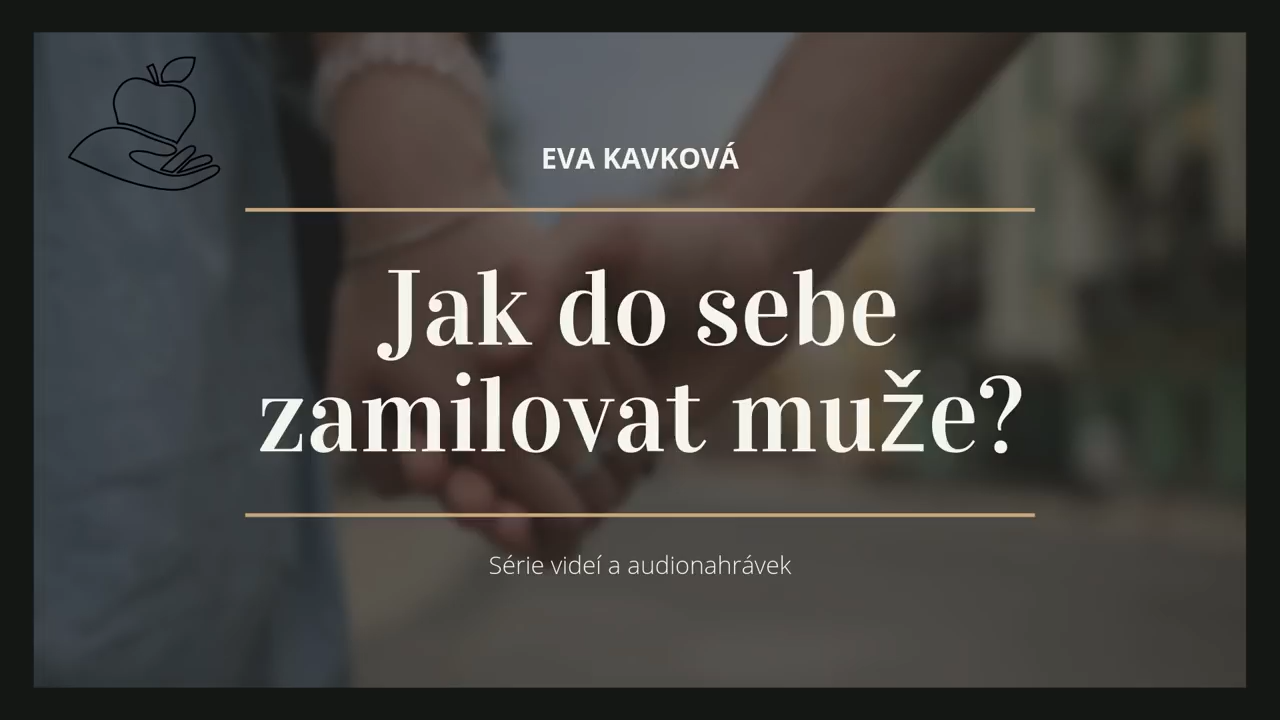 EVA KAVKOVÁ
Jak do sebe
zamilovat muže?
Série videí a audionahrávek